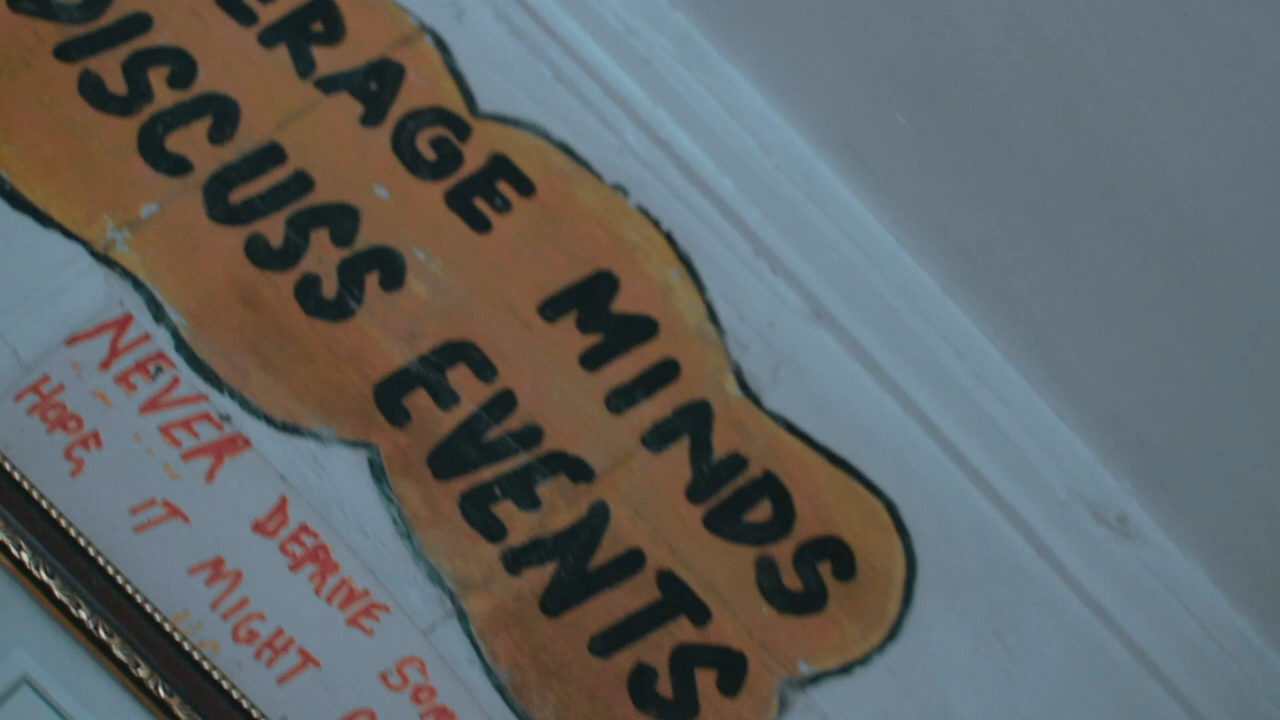 ERAGE MINDS
DISCUSS EVENTS
NEVER DEPRIVE
HOPE, IT MIGHT